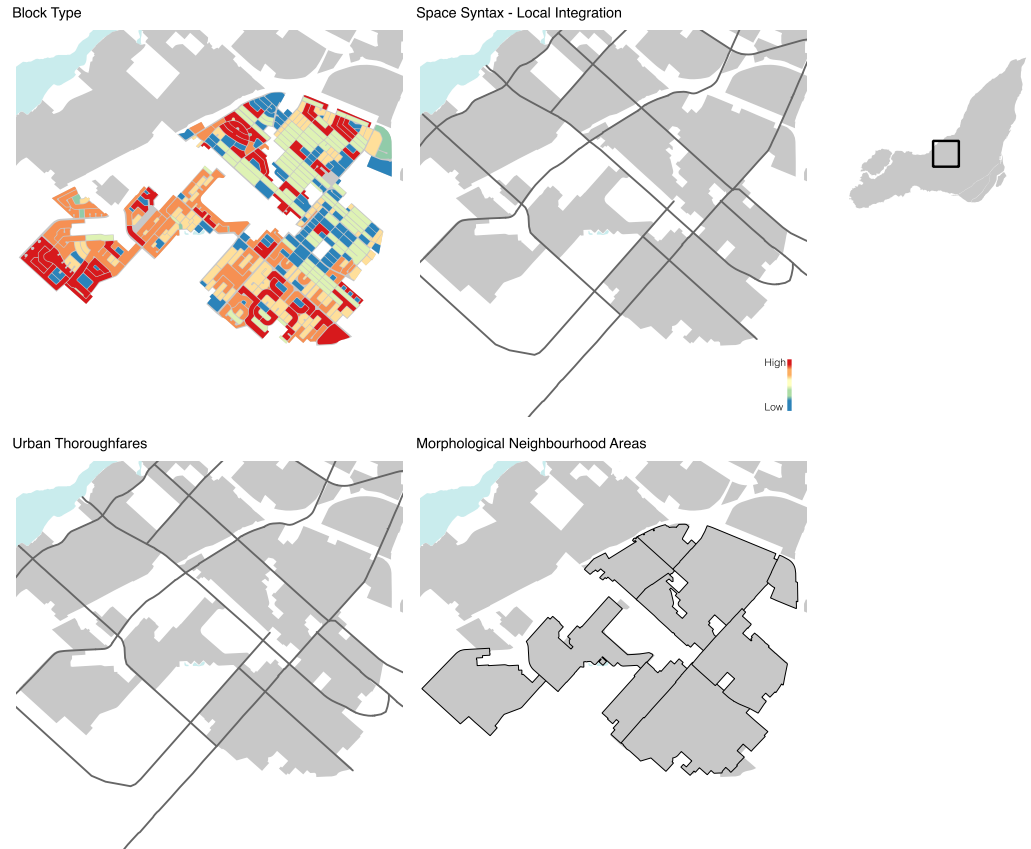 Block Type
Space Syntax - Local Integration
High
Low
Urban Thoroughfares
Morphological Neighbourhood Areas